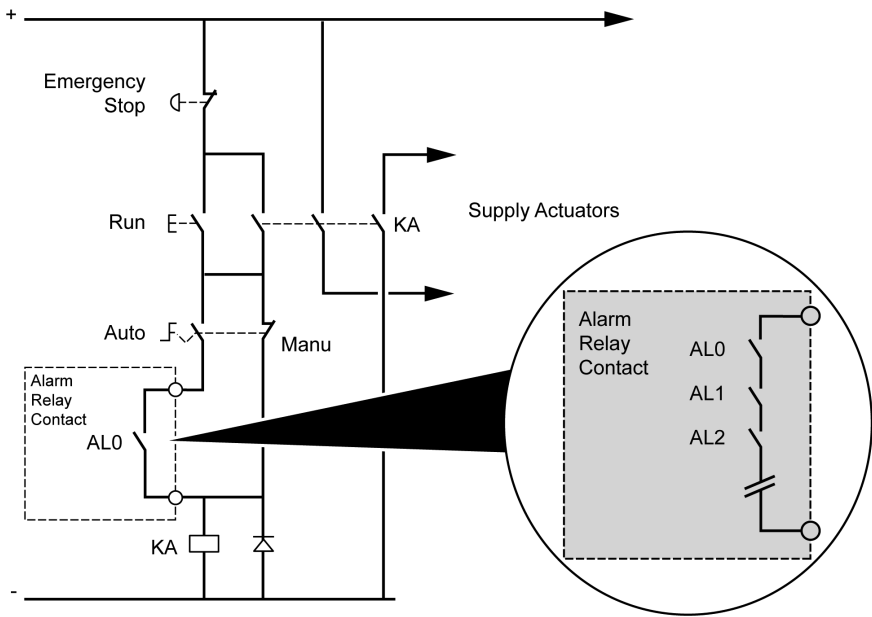 +
Emergency
Stop
Run
KA
Supply Actuators
Auto
Manu
Alarm
Relay
Contact
AL0
KA
-
Alarm
Relay
Contact
AL0
AL1
AL2